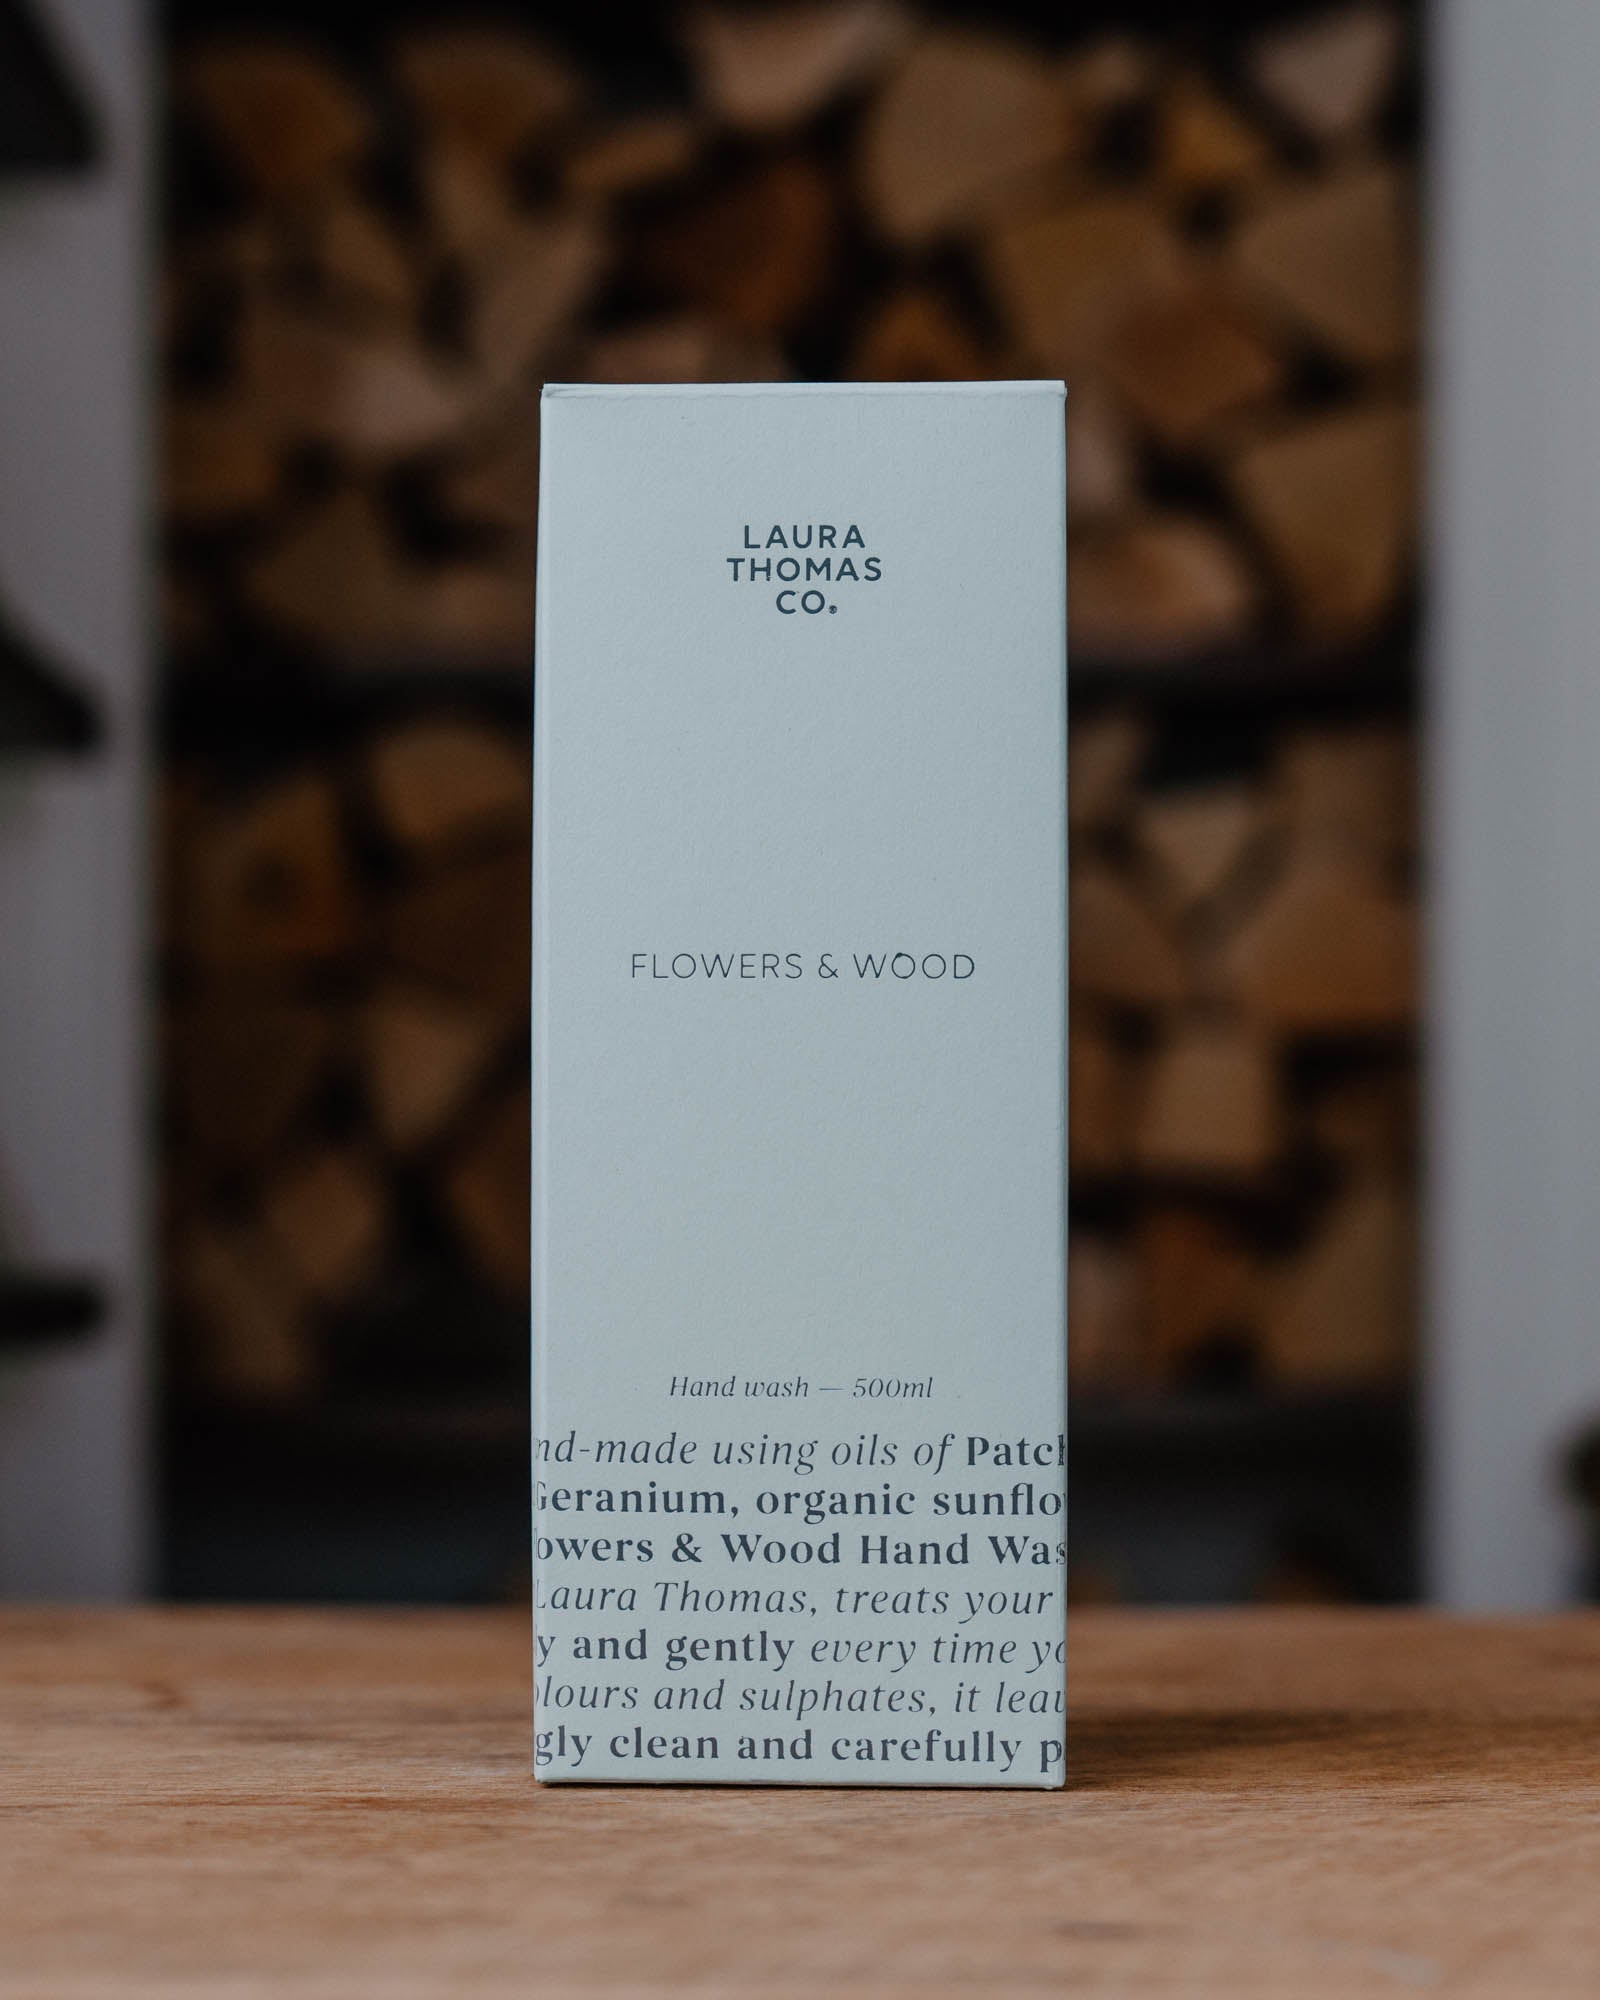 LAURA
THOMAS
CO.®
FLOWERS & WOOD
Hand wash — 500ml
nd-made using oils of Patch
Geranium, organic sunflo
owers & Wood Hand Was
Laura Thomas, treats your
y and gently every time yo
lours and sulphates, it leav
gly clean and carefully p